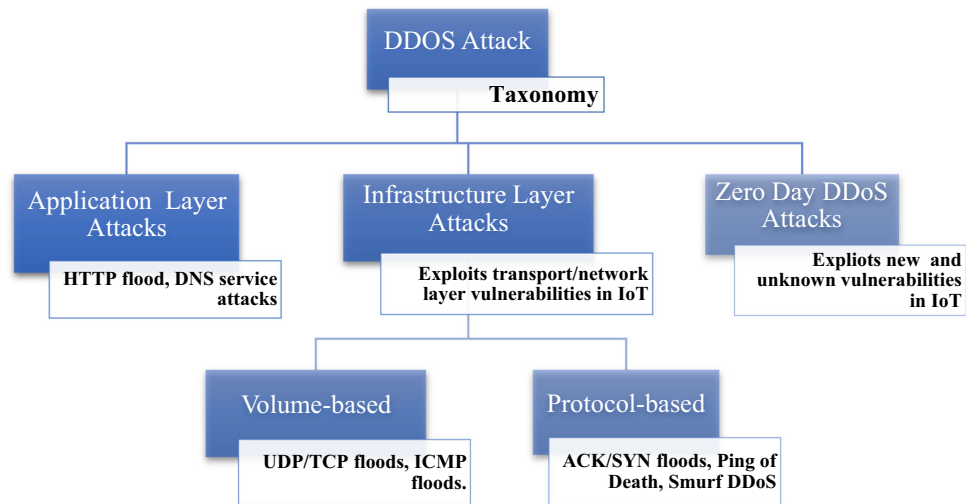 DDOS Attack
Taxonomy
Application Layer
Attacks
HTTP flood, DNS service
attacks
Infrastructure Layer
Attacks
Exploits transport/network
layer vulnerabilities in IoT
Zero Day DDoS
Attacks
Expliots new and
unknown vulnerabilities
in IoT
Volume-based
UDP/TCP floods, ICMP
floods.
Protocol-based
ACK/SYN floods, Ping of
Death, Smurf DDoS